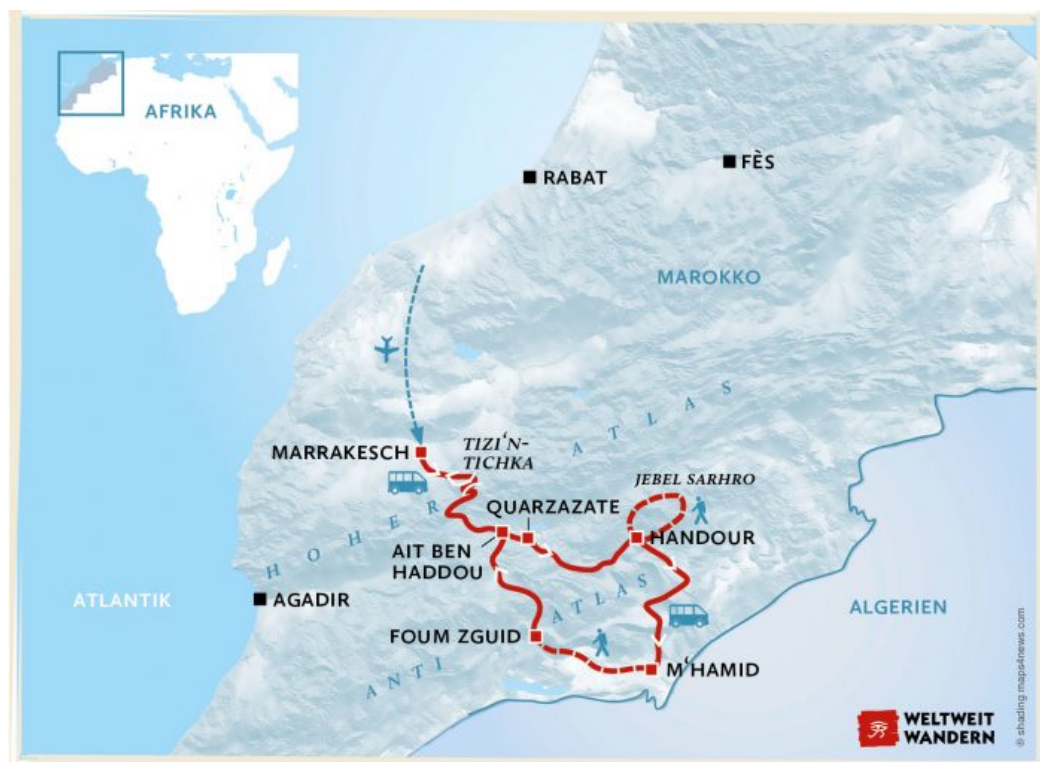 AFRIKA
RABAT
FÈS
MAROKKO
MARRAKESCH
TIZI'N-
TICHKA
HOHER ATLAS
JEBEL SARHRO
QUARZAZATE
HANDOUR
AIT BEN
HADDOU
ATLANTIK
AGADIR
ANTI ATLAS
ALGERIEN
FOUM ZGUID
M'HAMID
WELTWEIT
WANDERN
® shading maps4news.com